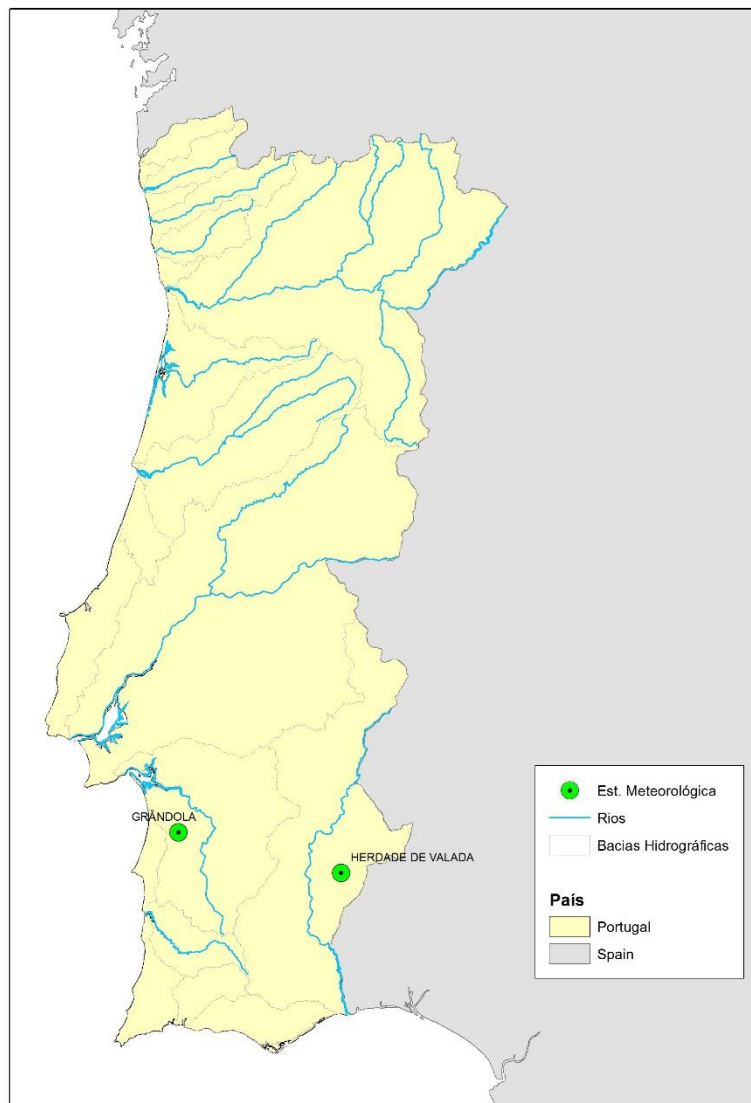 GRÂNDOLA
HERDADE DE VALADA
Est. Meteorológica
Rios
Bacias Hidrográficas
País
Portugal
Spain